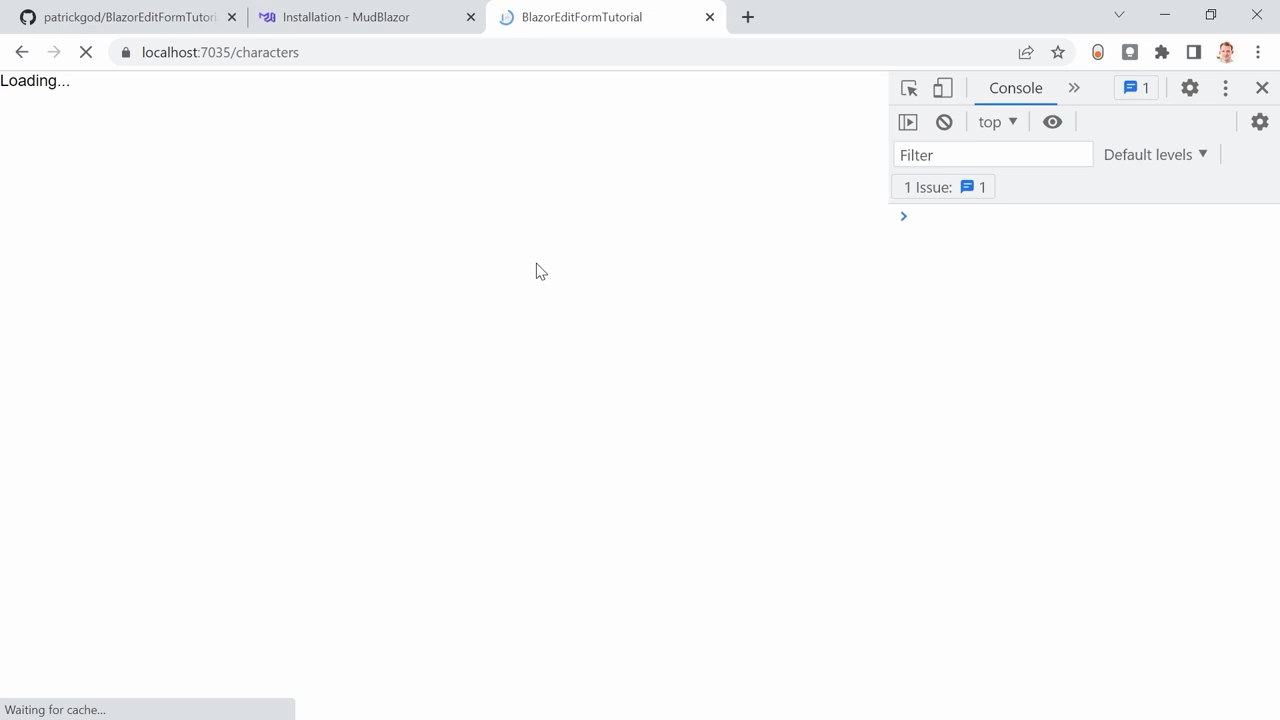 patrickgod/BlazorEditFormTutori
Installation - MudBlazor
BlazorEditFormTutorial
localhost:7035/characters
Loading...
Console
1
top
Filter
Default levels
1 Issue: 1
Waiting for cache...